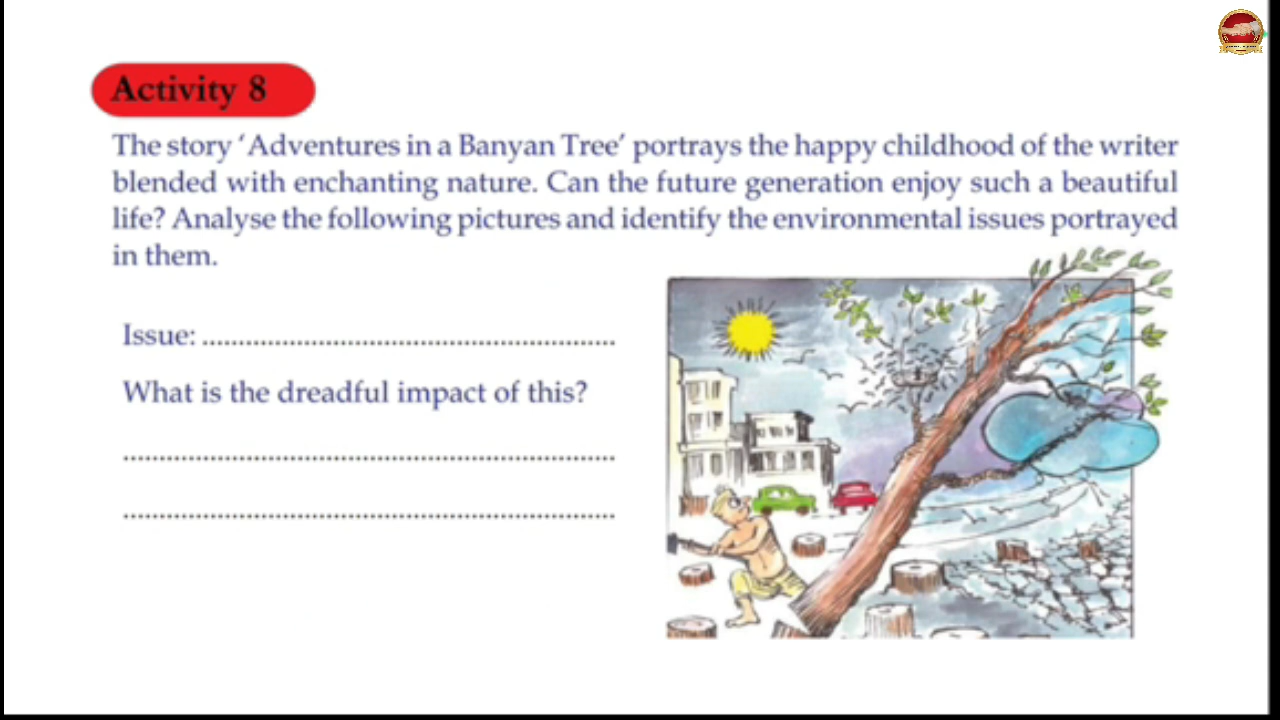 Activity 8
The story ‘Adventures in a Banyan Tree’ portrays the happy childhood of the writer
blended with enchanting nature. Can the future generation enjoy such a beautiful
life? Analyse the following pictures and identify the environmental issues portrayed
in them.
Issue: .........................................................
What is the dreadful impact of this?
....................................................................
....................................................................